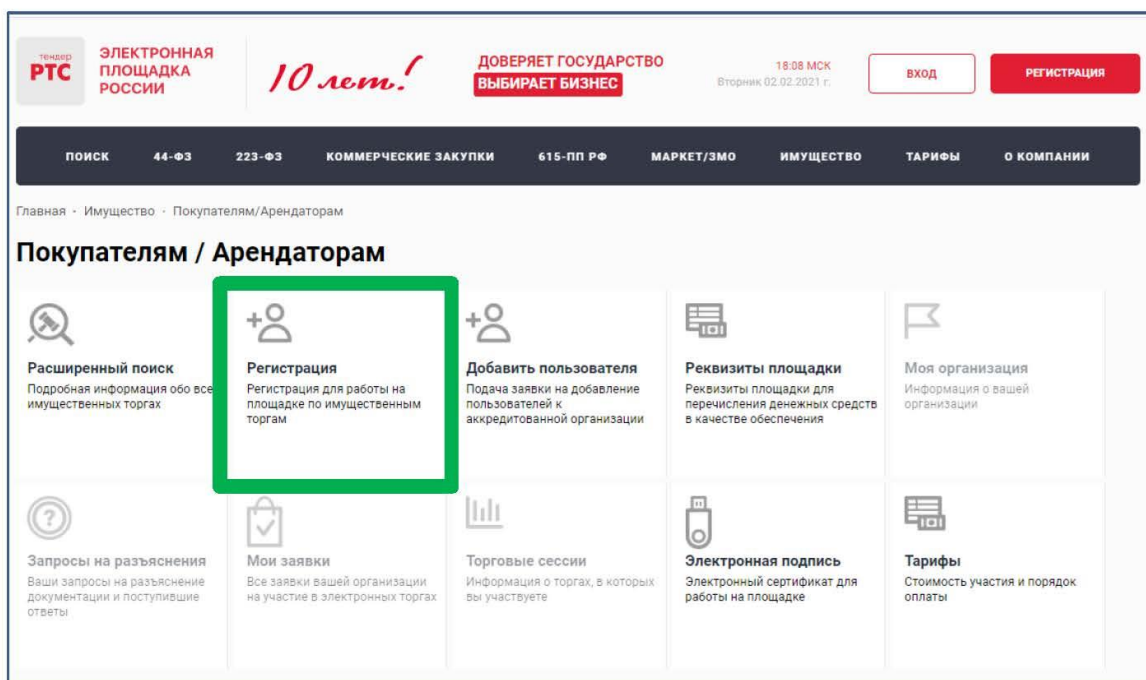 тендер
РТС
ЭЛЕКТРОННАЯ
ПЛОЩАДКА
РОССИИ
10 лет!
ДОВЕРЯЕТ ГОСУДАРСТВО
ВЫБИРАЕТ БИЗНЕС
18:08 МСК
Вторник 02.02.2021 г.
ВХОД
РЕГИСТРАЦИЯ
ПОИСК 44-ФЗ 223-ФЗ КОММЕРЧЕСКИЕ ЗАКУПКИ 615-ПП РФ МАРКЕТ/ЗМО ИМУЩЕСТВО ТАРИФЫ О КОМПАНИИ
Главная · Имущество · Покупателям/Арендаторам
Покупателям / Арендаторам
Расширенный поиск
Подробная информация обо все
имущественных торгах
Регистрация
Регистрация для работы на
площадке по имущественным
торгам
Добавить пользователя
Подача заявки на добавление
пользователей к
аккредитованной организации
Реквизиты площадки
Реквизиты площадки для
перечисления денежных средств
в качестве обеспечения
Моя организация
Информация о вашей
организации
Запросы на разъяснения
Ваши запросы на разъяснение
документации и поступившие
ответы
Мои заявки
Все заявки вашей организации
на участие в электронных торгах
Торговые сессии
Информация о торгах, в которых
вы участвуете
Электронная подпись
Электронный сертификат для
работы на площадке
Тарифы
Стоимость участия и порядок
оплаты